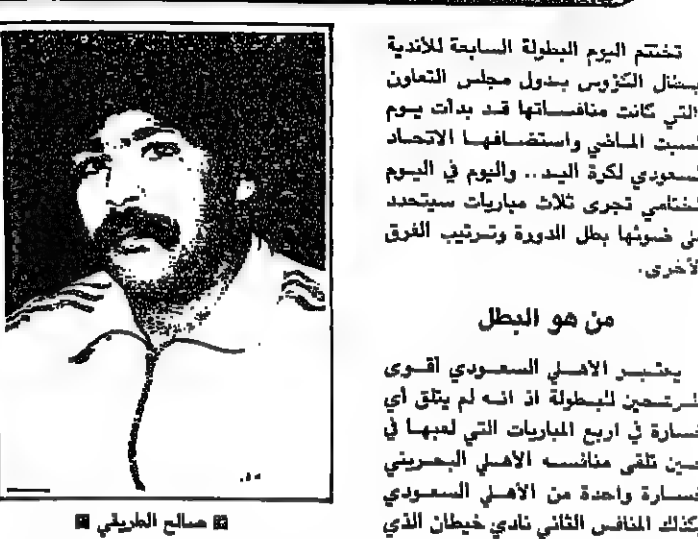 تختتم اليوم البطولة السابعة للأندية
أبطال الكؤوس بدول مجلس التعاون
التي كانت منافساتها قد بدأت يوم
السبت الماضي واستضافها الاتحاد
السعودي لكرة اليد.. واليوم في اليوم
الختامي تجرى ثلاث مباريات سيتحدد
على ضوئها بطل الدورة وترتيب الفرق
الأخرى.
من هو البطل
يعتبر الأهلي السعودي أقوى
المرتشحين للبطولة اذ انه لم يتلق أي
خسارة في اربع المباريات التي لعبها في
حين تلقى منافسه الأهلي البحريني
خسارة واحدة من الأهلي السعودي
وكذلك المنافس الثاني نادي خيطان الذي
صالح الطريقي